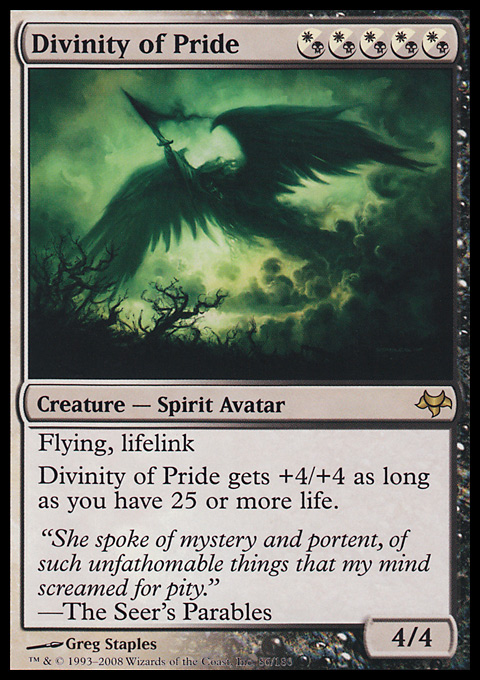 Divinity of Pride
Creature — Spirit Avatar
Flying, lifelink
Divinity of Pride gets +4/+4 as long
as you have 25 or more life.
“She spoke of mystery and portent, of
such unfathomable things that my mind
screamed for pity.”
—The Seer's Parables
Greg Staples
4/4
™ & © 1993–2008 Wizards of the Coast, Inc.